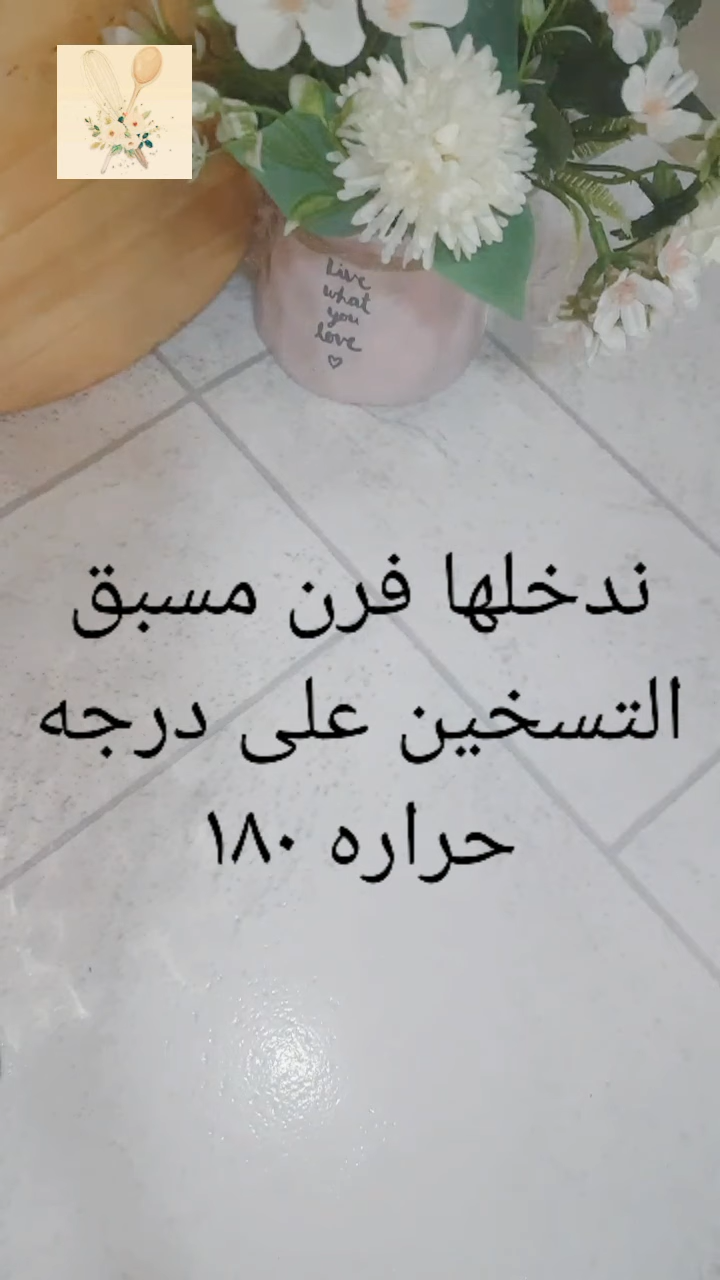 Live
what
you
love
ندخلها فرن مسبق
التسخين على درجه
حراره ١٨٠